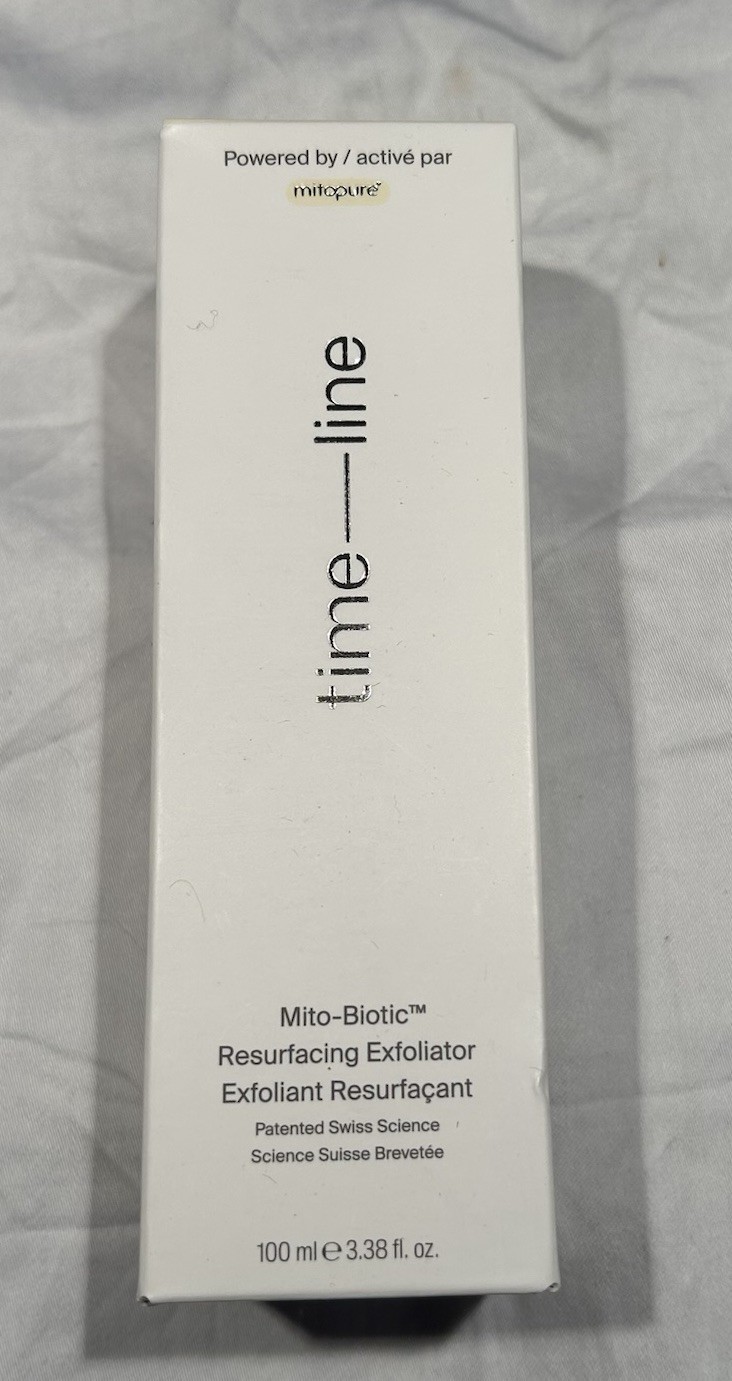 Powered by / activé par
mitopure™
time—line
Mito-Biotic™
Resurfacing Exfoliator
Exfoliant Resurfaçant
Patented Swiss Science
Science Suisse Brevetée
100 ml ℮ 3.38 fl. oz.